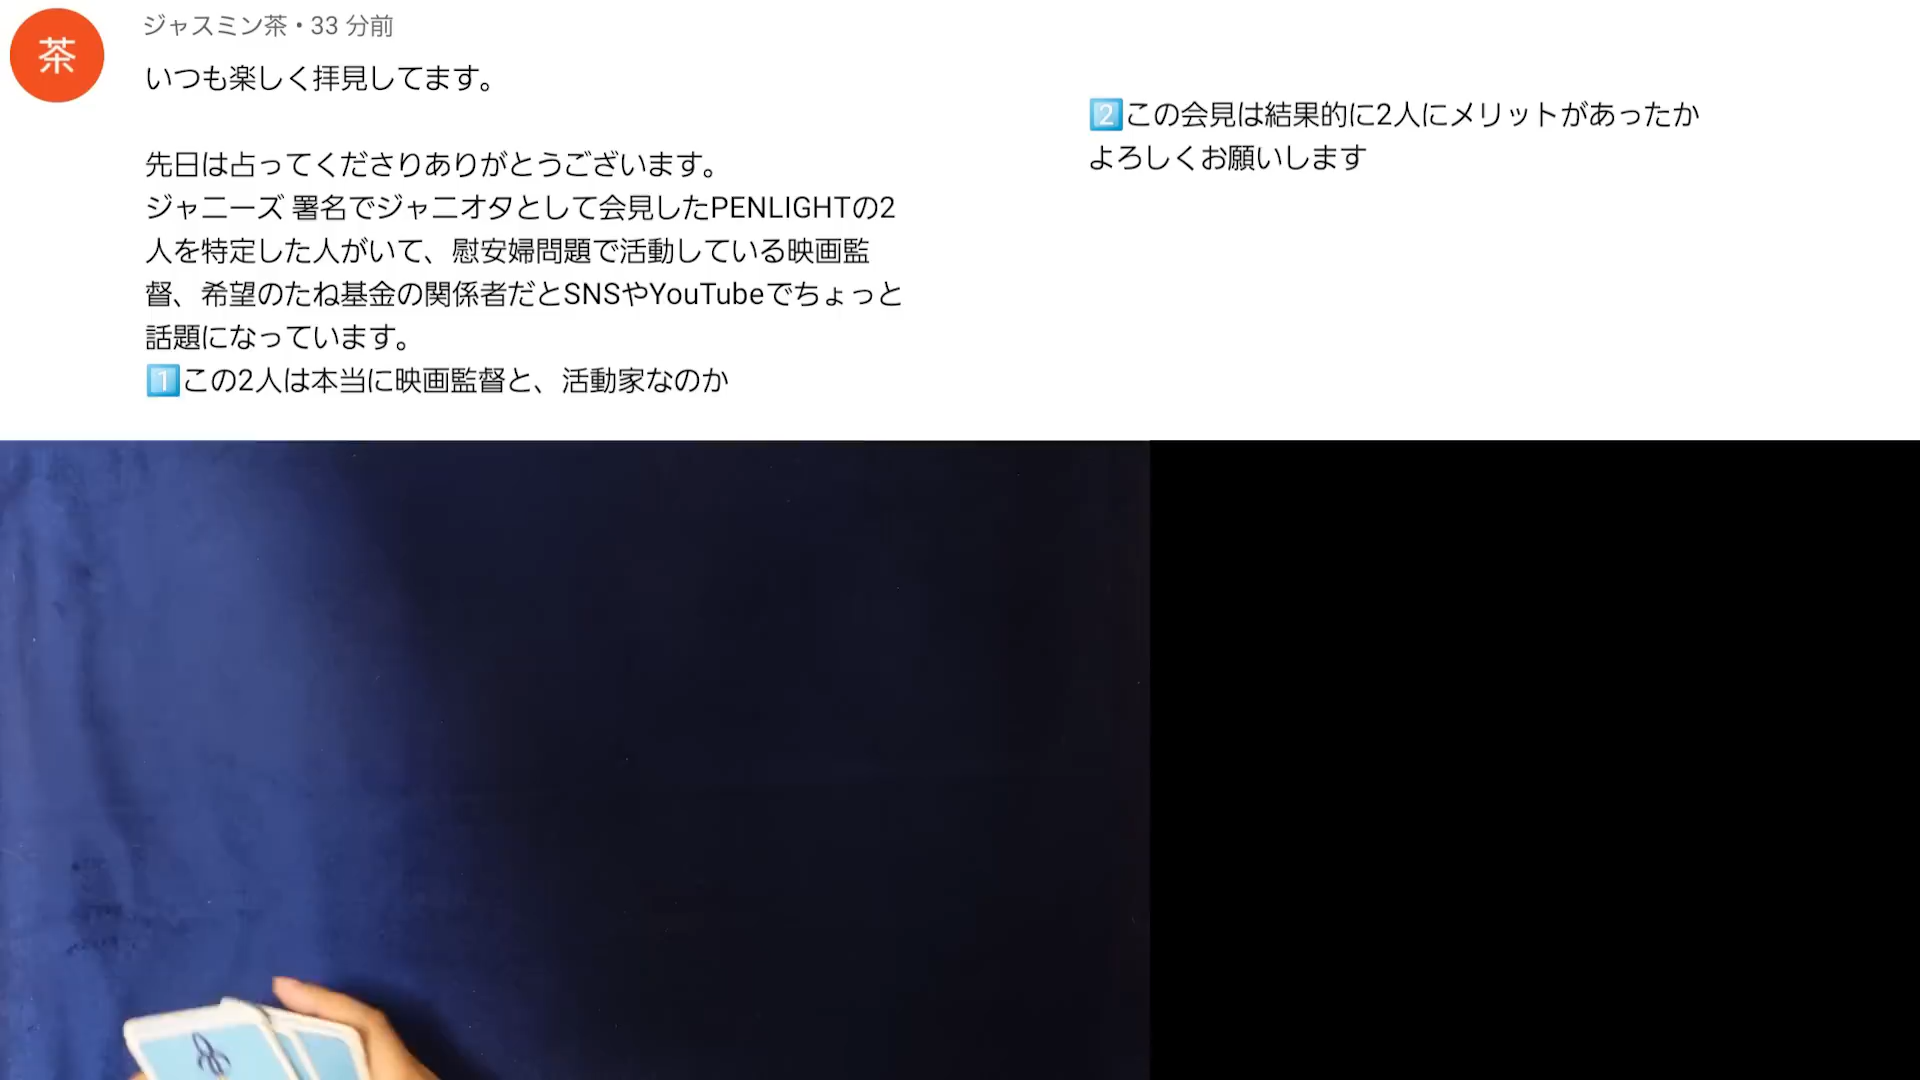 茶
ジャスミン茶・33 分前
いつも楽しく拝見してます。
先日は占ってくださりありがとうございます。
ジャニーズ 署名でジャニオタとして会見したPENLIGHTの2
人を特定した人がいて、慰安婦問題で活動している映画監
督、希望のたね基金の関係者だとSNSやYouTubeでちょっと
話題になっています。
1️⃣この2人は本当に映画監督と、活動家なのか
2️⃣この会見は結果的に2人にメリットがあったか
よろしくお願いします